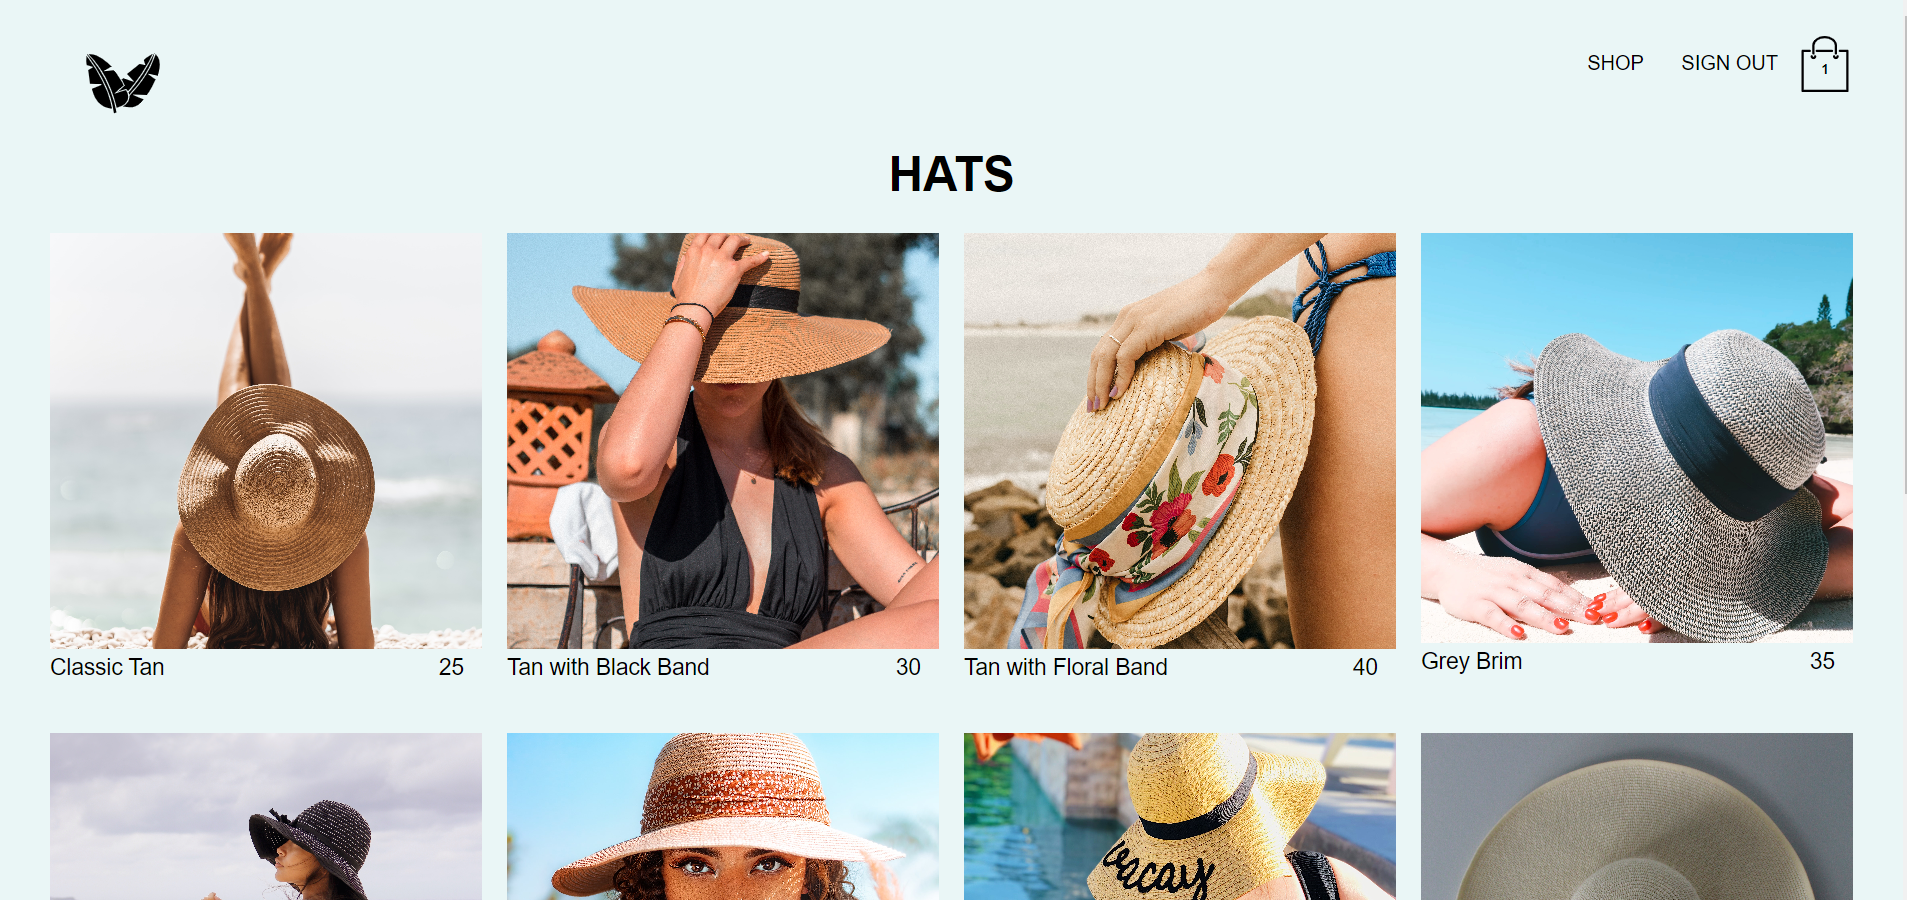 SHOP SIGN OUT 1
HATS
Classic Tan 25
Tan with Black Band 30
Tan with Floral Band 40
Grey Brim 35
vacay